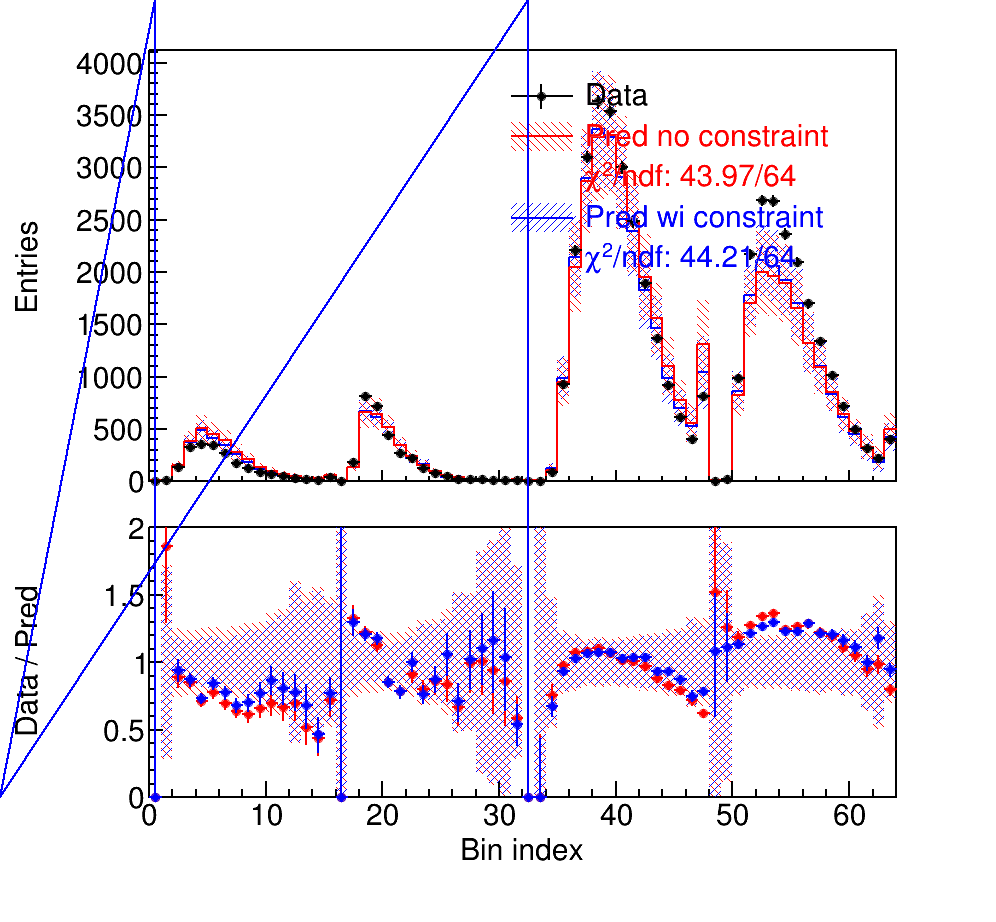 4000
3500
3000
2500
2000
1500
1000
500
0
Entries
Data
Pred no constraint
χ²/ndf: 43.97/64
Pred wi constraint
χ²/ndf: 44.21/64
2
1.5
1
0.5
0
Data / Pred
0 10 20 30 40 50 60
Bin index